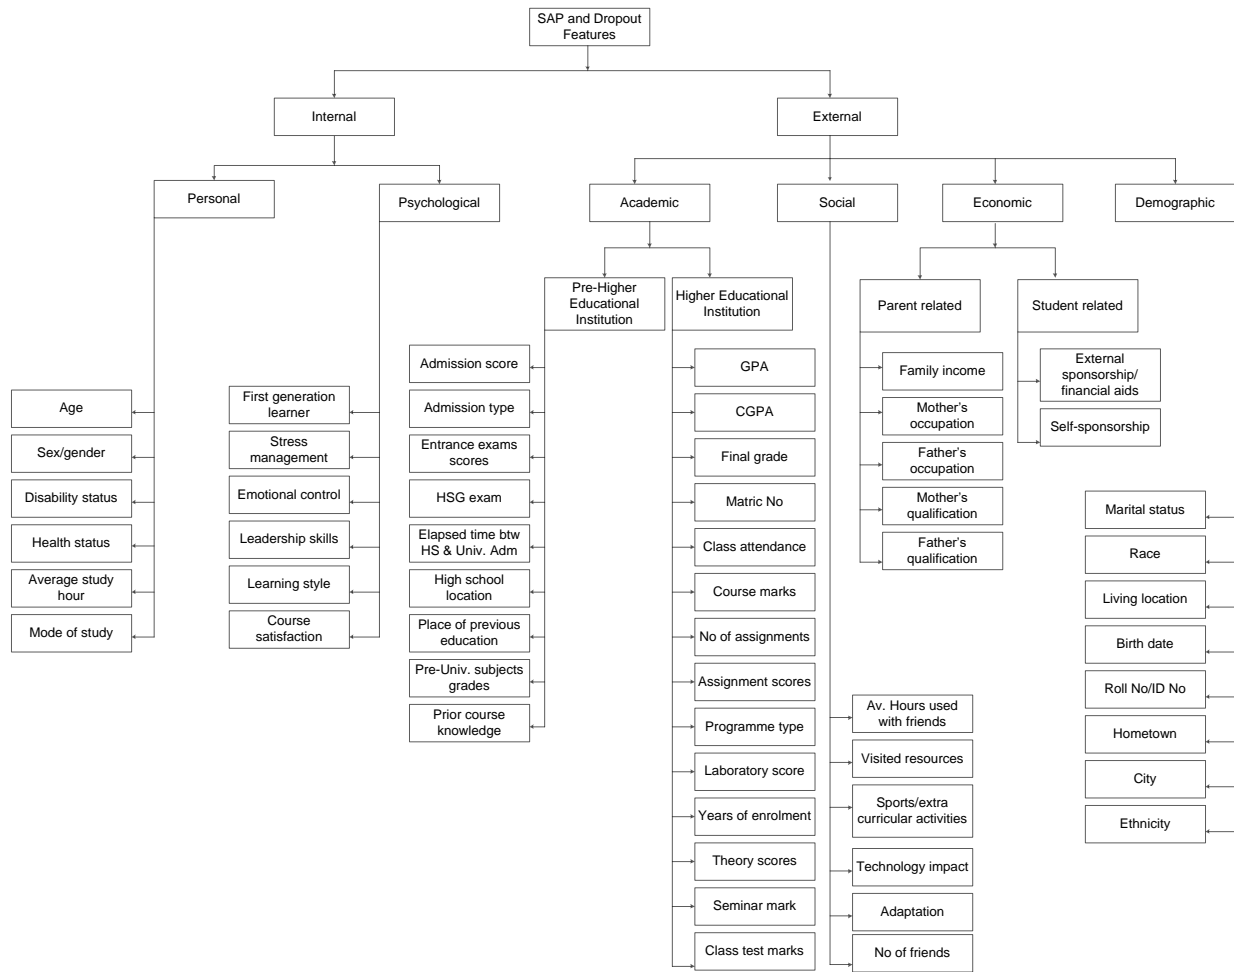 SAP and Dropout
Features
Internal
External
Personal
Psychological
Academic
Social
Economic
Demographic
Pre-Higher
Educational
Institution
Higher Educational
Institution
Parent related
Student related
Age
Sex/gender
Disability status
Health status
Average study
hour
Mode of study
First generation
learner
Stress
management
Emotional control
Leadership skills
Learning style
Course
satisfaction
Admission score
Admission type
Entrance exams
scores
HSG exam
Elapsed time btw
HS & Univ. Adm
High school
location
Place of previous
education
Pre-Univ. subjects
grades
Prior course
knowledge
GPA
CGPA
Final grade
Matric No
Class attendance
Course marks
No of assignments
Assignment scores
Programme type
Laboratory score
Years of enrolment
Theory scores
Seminar mark
Class test marks
Av. Hours used
with friends
Visited resources
Sports/extra
curricular activities
Technology impact
Adaptation
No of friends
Family income
Mother's
occupation
Father's
occupation
Mother's
qualification
Father's
qualification
External
sponsorship/
financial aids
Self-sponsorship
Marital status
Race
Living location
Birth date
Roll No/ID No
Hometown
City
Ethnicity